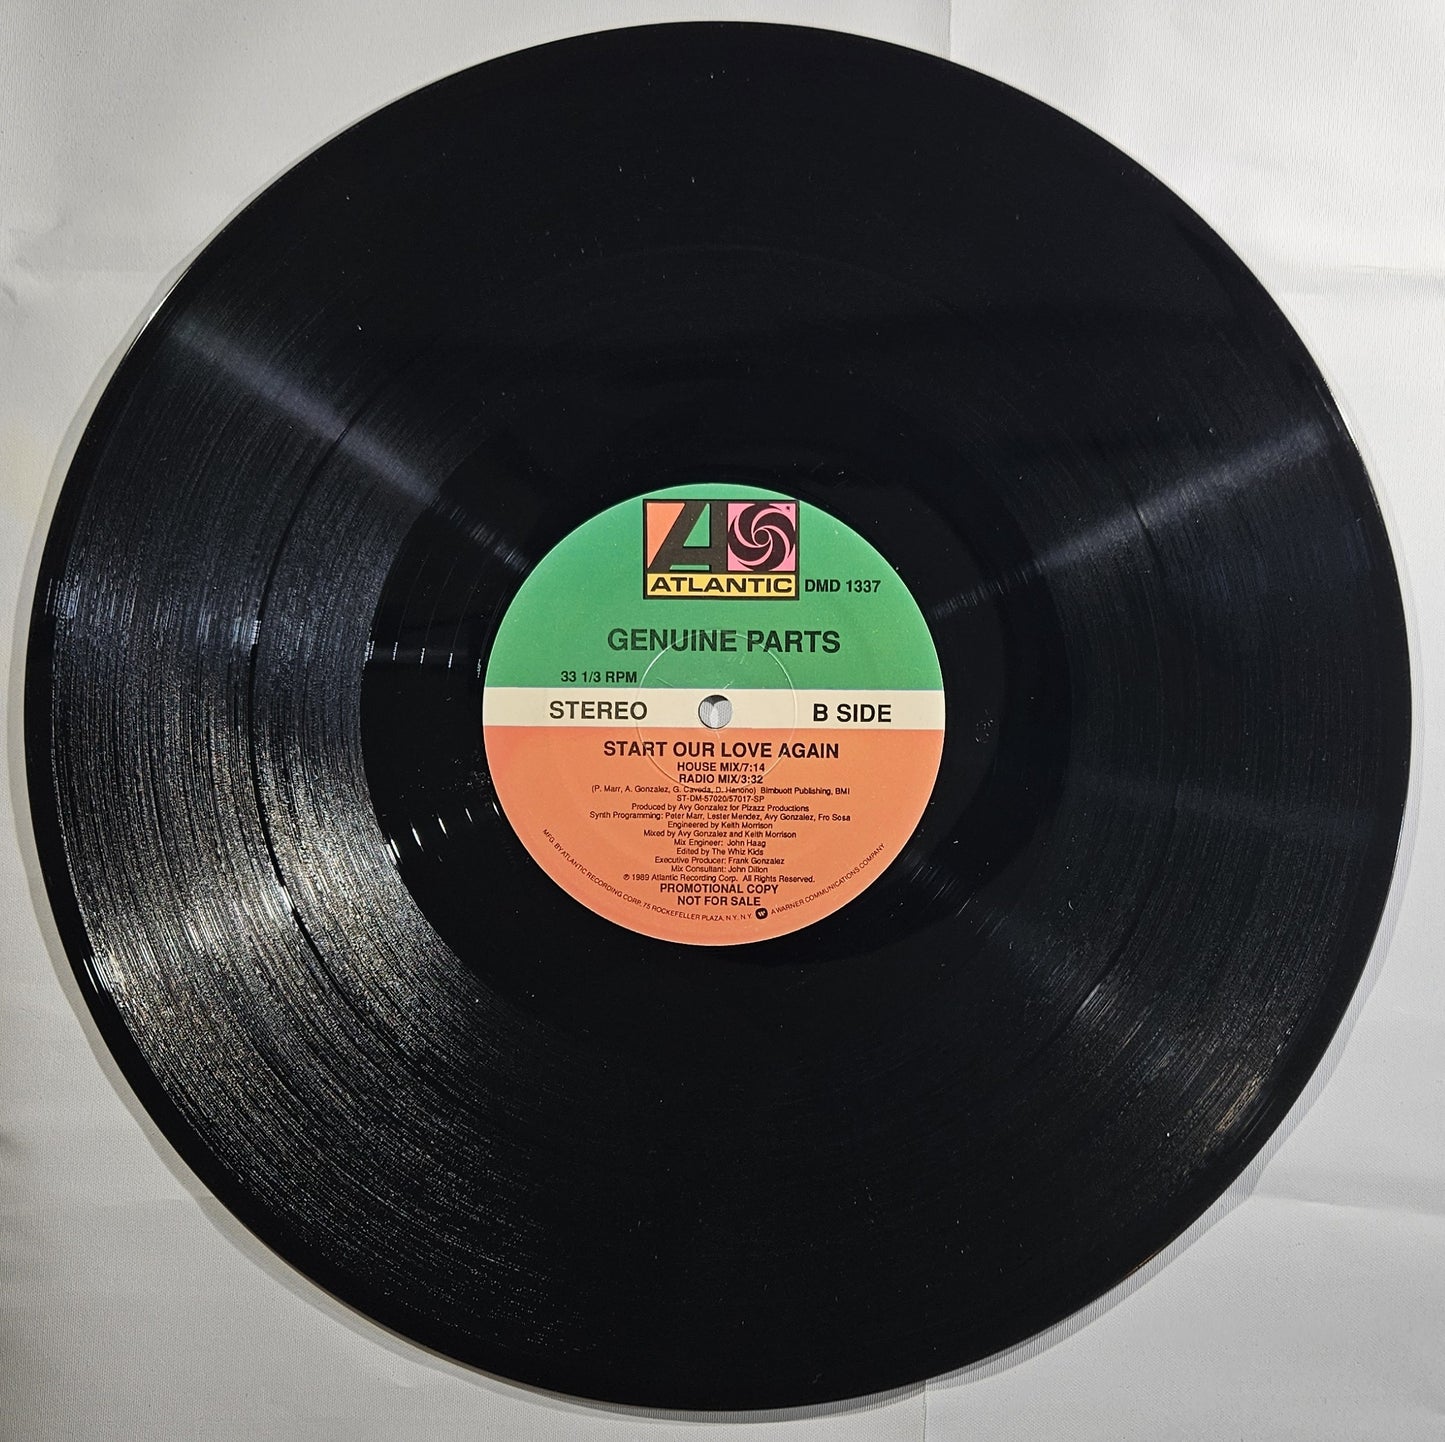 ATLANTIC DMD 1337
GENUINE PARTS
33 1/3 RPM
STEREO B SIDE
START OUR LOVE AGAIN
HOUSE MIX/7:14
RADIO MIX/3:32
(P. Marr, A. Gonzalez, G. Caveda, D. Hanono) Bimbuott Publishing, BMI
ST-DM-57020/57017-SP
Produced by Avy Gonzalez for Pizazz Productions
Synth Programming: Peter Marr, Lester Mendez, Avy Gonzalez, Fro Sosa
Engineered by Keith Morrison
Mixed by Avy Gonzalez and Keith Morrison
Mix Engineer: John Haag
Edited by The Whiz Kids
Executive Producer: Frank Gonzalez
Mix Consultant: John Dillon
℗ 1989 Atlantic Recording Corp. All Rights Reserved.
PROMOTIONAL COPY
NOT FOR SALE
MFG. BY ATLANTIC RECORDING CORP. 75 ROCKEFELLER PLAZA, N.Y. N.Y. A WARNER COMMUNICATIONS COMPANY